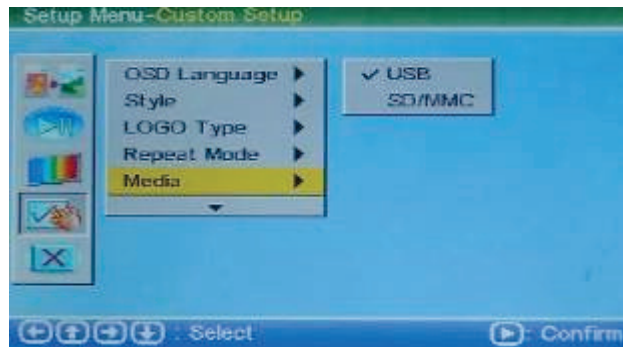 Setup Menu-Custom Setup
OSD Language
Style
LOGO Type
Repeat Mode
Media
USB
SD/MMC
: Select
: Confirm